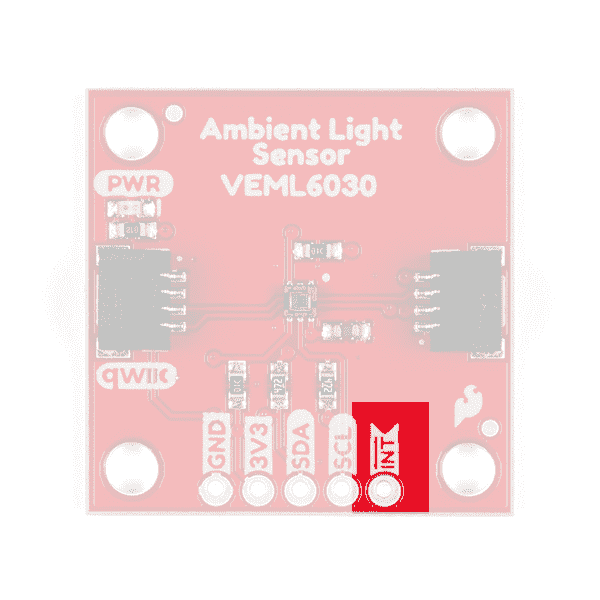 Ambient Light
Sensor
VEML6030
PWR
qwiic
GND
3V3
SDA
SCL
INT